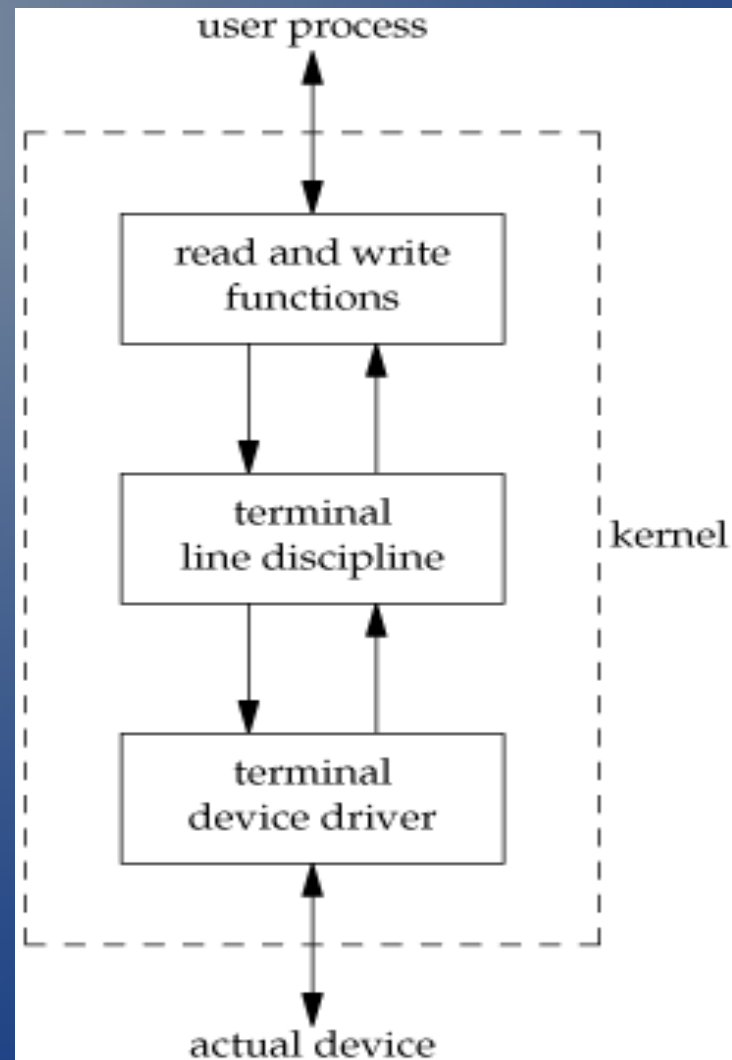 user process
read and write
functions
terminal
line discipline
kernel
terminal
device driver
actual device